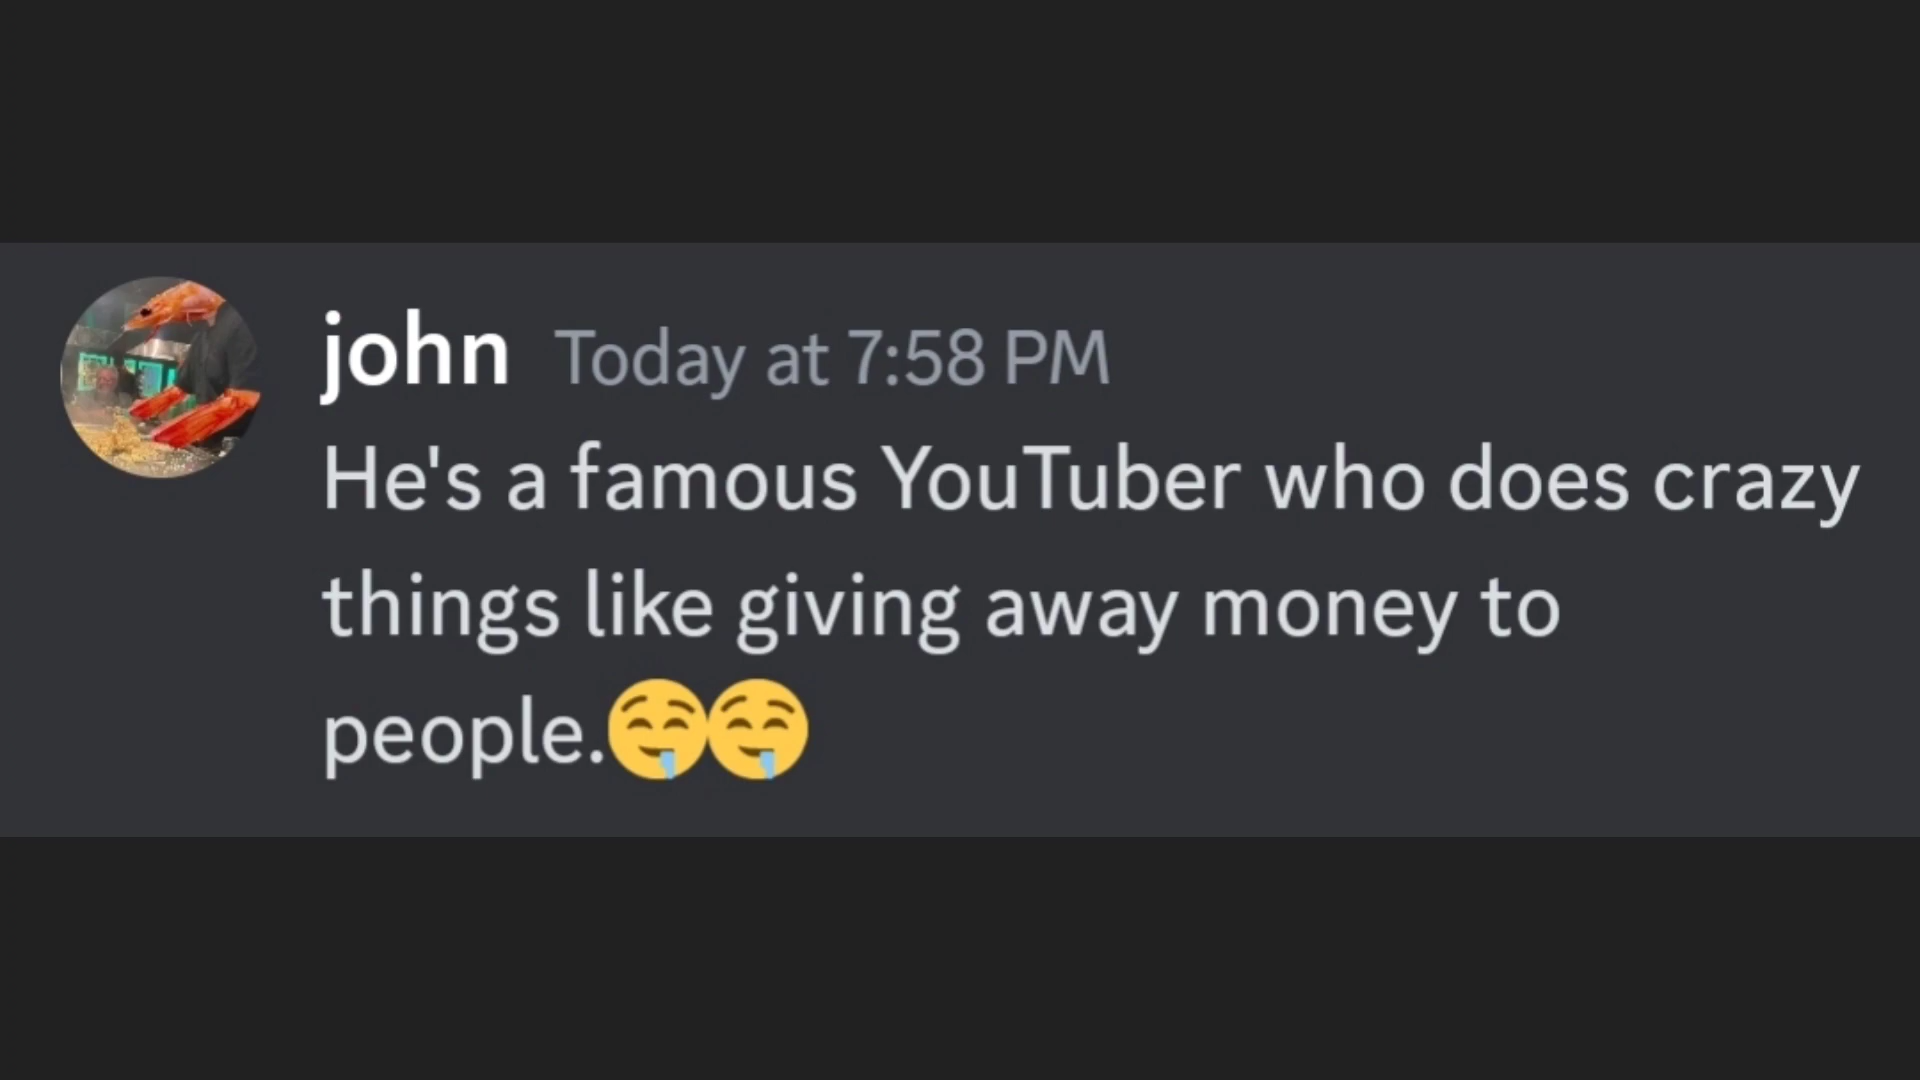 john Today at 7:58 PM
He's a famous YouTuber who does crazy
things like giving away money to
people.🤤🤤